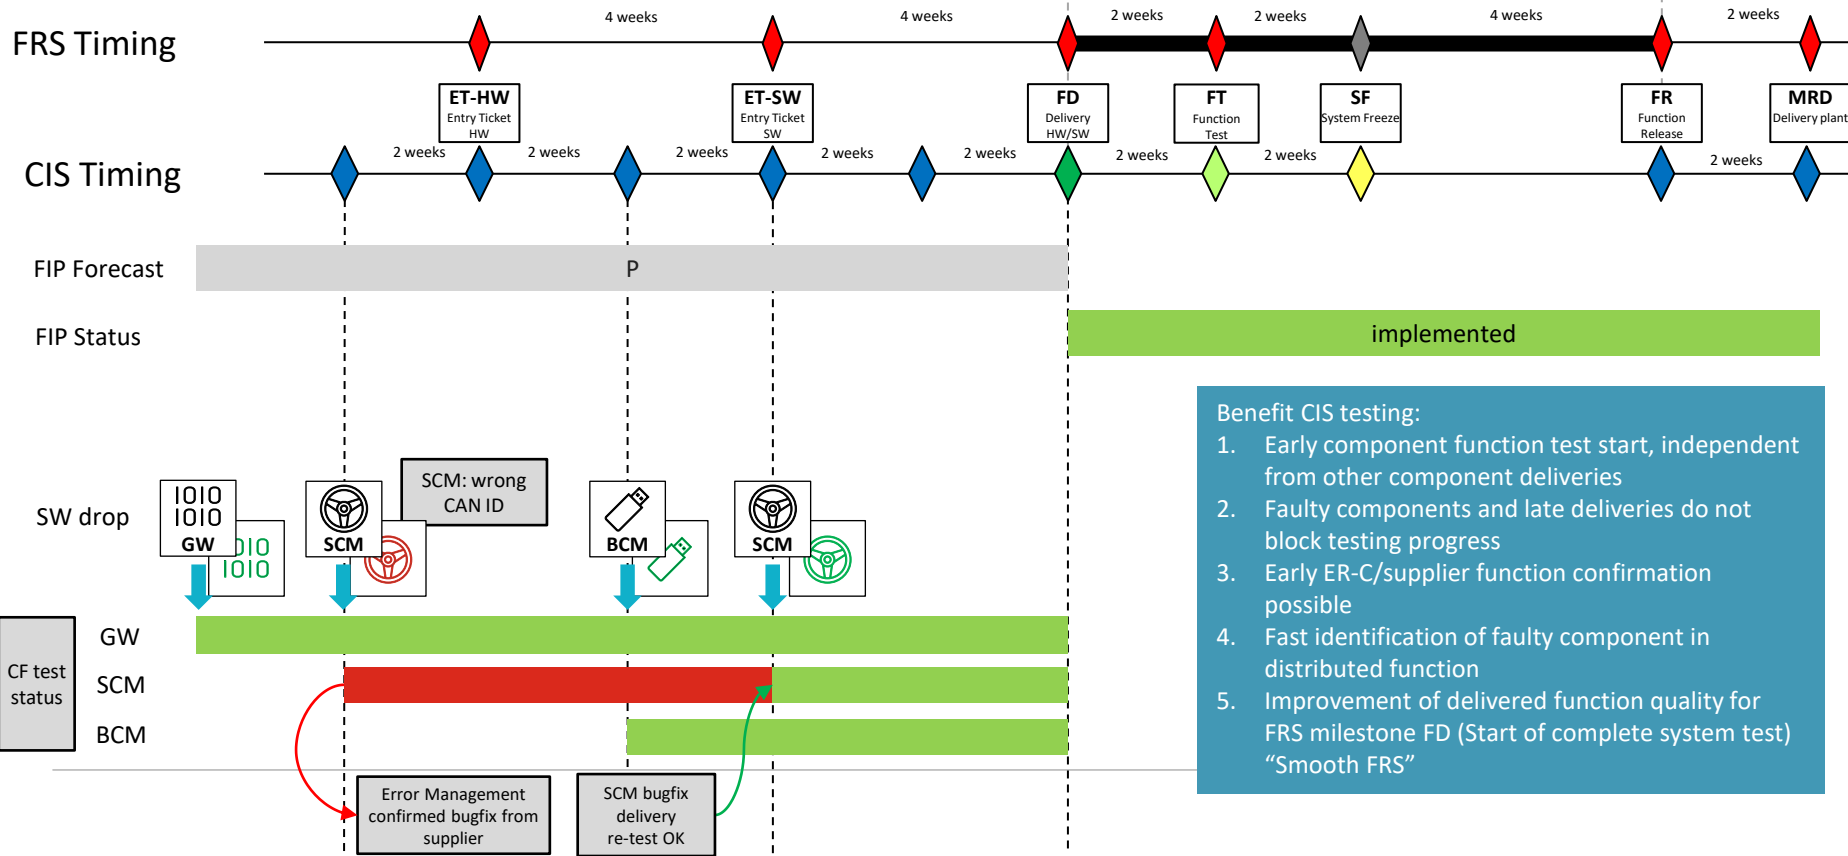 4 weeks
4 weeks
2 weeks
2 weeks
4 weeks
2 weeks
FRS Timing
ET-HW
Entry Ticket
HW
ET-SW
Entry Ticket
SW
FD
Delivery
HW/SW
FT
Function
Test
SF
System Freeze
FR
Function
Release
MRD
Delivery plant
2 weeks
2 weeks
2 weeks
2 weeks
2 weeks
2 weeks
2 weeks
2 weeks
CIS Timing
FIP Forecast
P
FIP Status
implemented
Benefit CIS testing:
1. Early component function test start, independent
from other component deliveries
2. Faulty components and late deliveries do not
block testing progress
3. Early ER-C/supplier function confirmation
possible
4. Fast identification of faulty component in
distributed function
5. Improvement of delivered function quality for
FRS milestone FD (Start of complete system test)
“Smooth FRS”
SW drop
1010
1010
GW
1010
1010
SCM
SCM: wrong
CAN ID
BCM
SCM
CF test
status
GW
SCM
BCM
Error Management
confirmed bugfix from
supplier
SCM bugfix
delivery
re-test OK